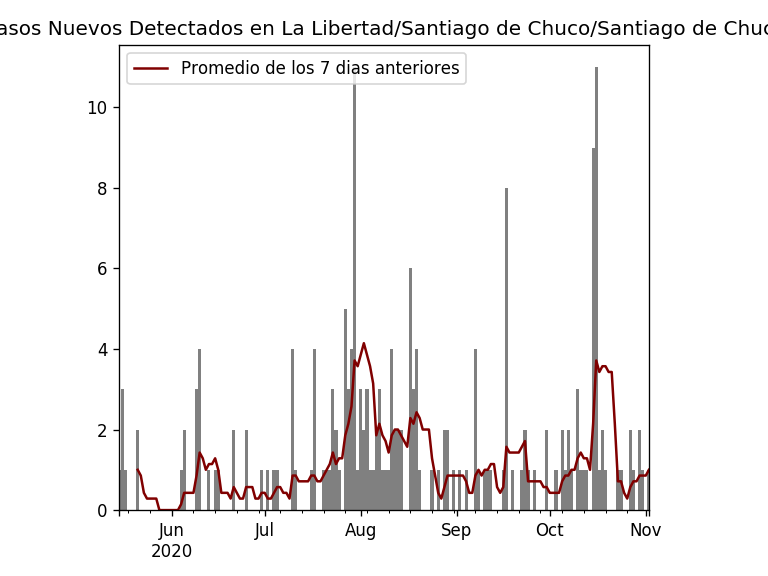 asos Nuevos Detectados en La Libertad/Santiago de Chuco/Santiago de Chuc
Promedio de los 7 dias anteriores
10
8
6
4
2
0
Jun Jul Aug Sep Oct Nov
2020